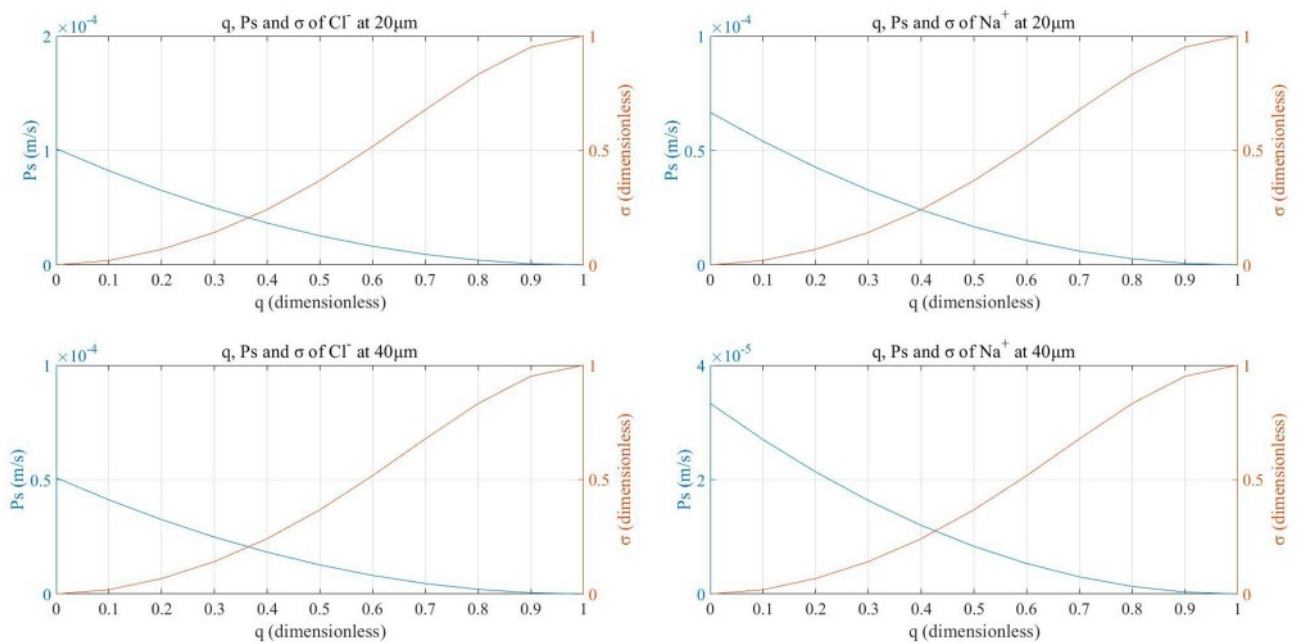 q, Ps and σ of Cl⁻ at 20μm
×10⁻⁴
2
1
0
Ps (m/s)
1
0.5
0
σ (dimensionless)
0 0.1 0.2 0.3 0.4 0.5 0.6 0.7 0.8 0.9 1
q (dimensionless)
q, Ps and σ of Na⁺ at 20μm
×10⁻⁴
1
0.5
0
Ps (m/s)
1
0.5
0
σ (dimensionless)
0 0.1 0.2 0.3 0.4 0.5 0.6 0.7 0.8 0.9 1
q (dimensionless)
q, Ps and σ of Cl⁻ at 40μm
×10⁻⁴
1
0.5
0
Ps (m/s)
1
0.5
0
σ (dimensionless)
0 0.1 0.2 0.3 0.4 0.5 0.6 0.7 0.8 0.9 1
q (dimensionless)
q, Ps and σ of Na⁺ at 40μm
×10⁻⁵
4
2
0
Ps (m/s)
1
0.5
0
σ (dimensionless)
0 0.1 0.2 0.3 0.4 0.5 0.6 0.7 0.8 0.9 1
q (dimensionless)